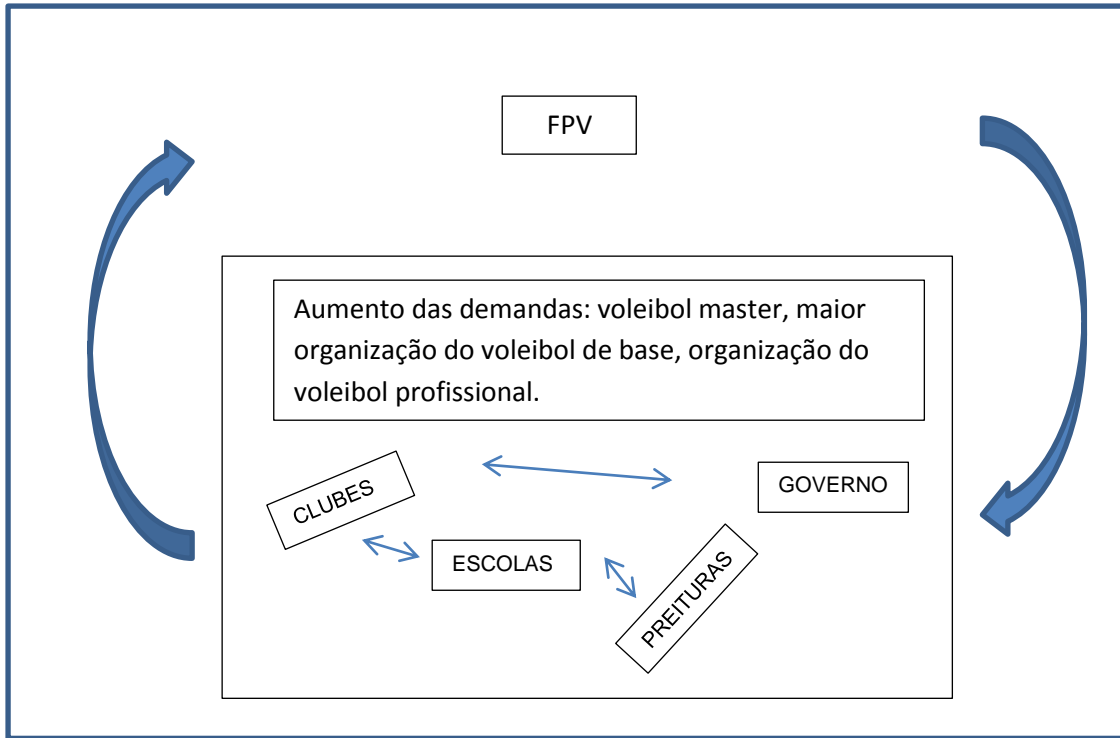 FPV
Aumento das demandas: voleibol master, maior
organização do voleibol de base, organização do
voleibol profissional.
CLUBES
GOVERNO
ESCOLAS
PREITURAS